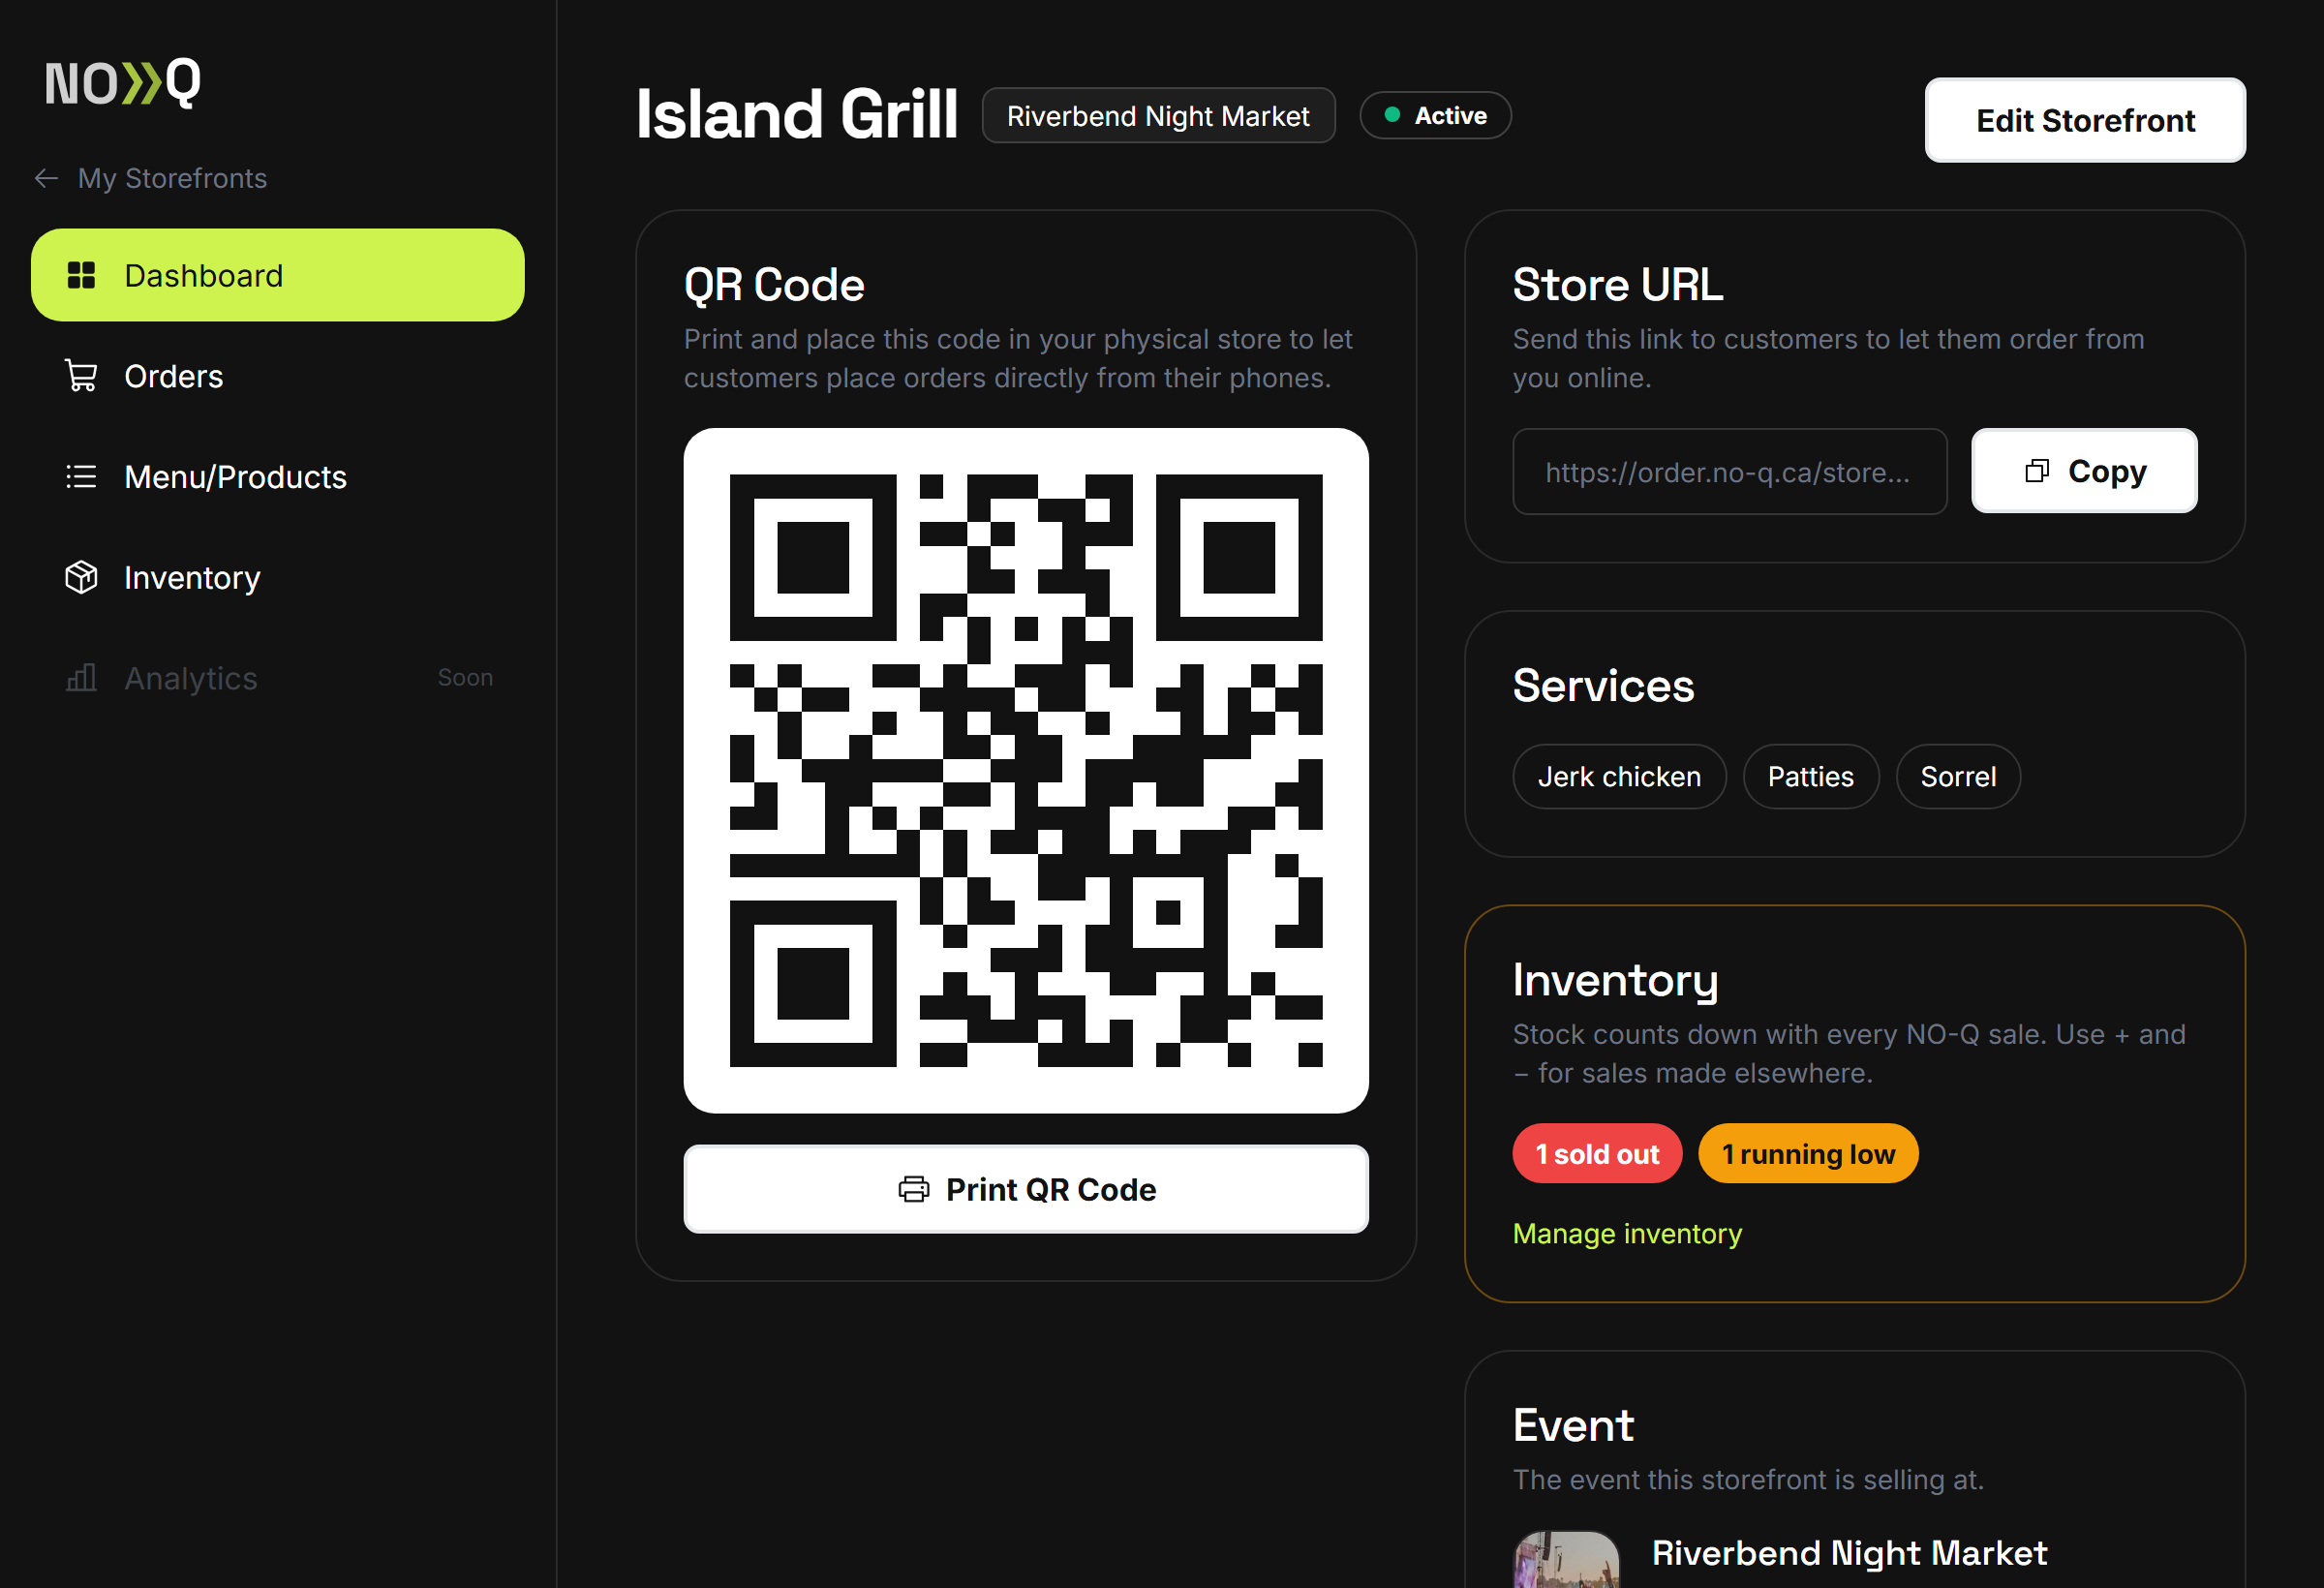 NO»Q
My Storefronts
Dashboard
Orders
Menu/Products
Inventory
Analytics Soon
Island Grill Riverbend Night Market Active Edit Storefront
QR Code
Print and place this code in your physical store to let
customers place orders directly from their phones.
Print QR Code
Store URL
Send this link to customers to let them order from
you online.
https://order.no-q.ca/store... Copy
Services
Jerk chicken Patties Sorrel
Inventory
Stock counts down with every NO-Q sale. Use + and
− for sales made elsewhere.
1 sold out 1 running low
Manage inventory
Event
The event this storefront is selling at.
Riverbend Night Market